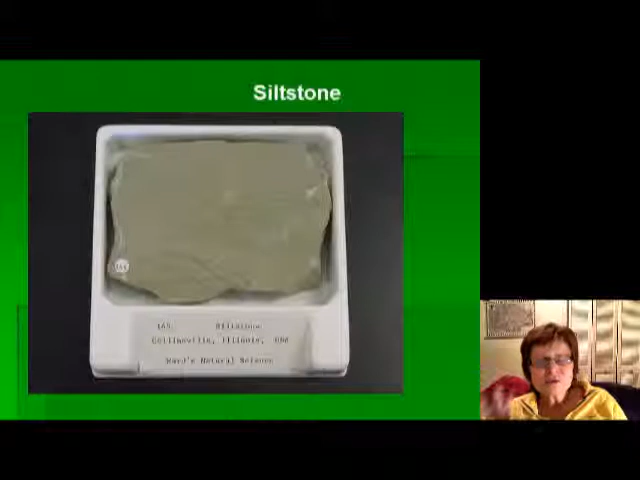 Siltstone
165 Siltstone
Collinsville, Illinois, USA
Ward's Natural Science